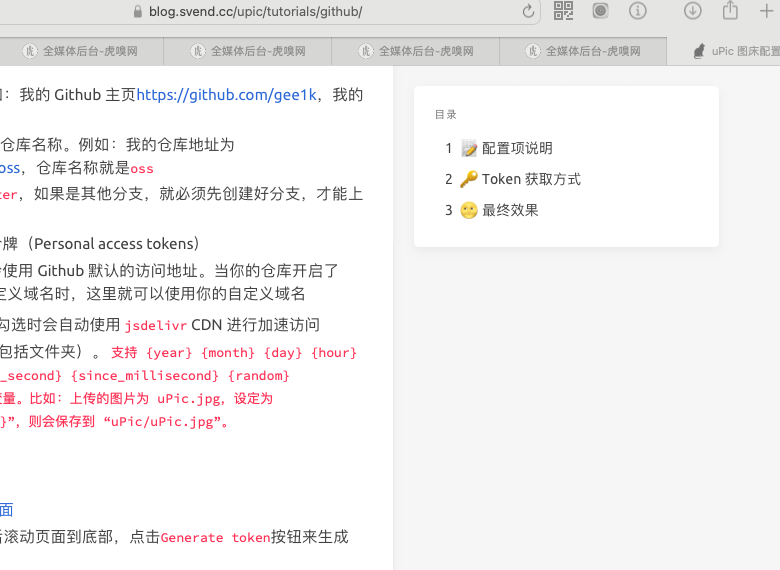 blog.svend.cc/upic/tutorials/github/
全媒体后台-虎嗅网
全媒体后台-虎嗅网
全媒体后台-虎嗅网
全媒体后台-虎嗅网
uPic 图床配置
：我的 Github 主页https://github.com/gee1k，我的
仓库名称。例如：我的仓库地址为
oss，仓库名称就是oss
ter，如果是其他分支，就必须先创建好分支，才能上
牌（Personal access tokens）
使用 Github 默认的访问地址。当你的仓库开启了
定义域名时，这里就可以使用你的自定义域名
勾选时会自动使用 jsdelivr CDN 进行加速访问
包括文件夹）。 支持 {year} {month} {day} {hour}
_second} {since_millisecond} {random}
变量。比如：上传的图片为 uPic.jpg，设定为
}”，则会保存到 “uPic/uPic.jpg”。
面
后滚动页面到底部，点击Generate token按钮来生成
目录
1 📝 配置项说明
2 🔑 Token 获取方式
3 🌝 最终效果